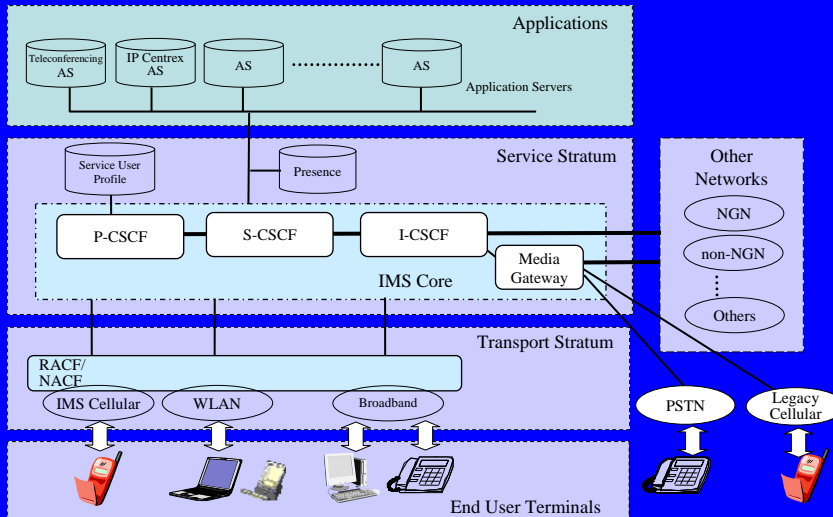 Applications
Teleconferencing
AS
IP Centrex
AS
AS
AS
Application Servers
Service Stratum
Service User
Profile
Presence
P-CSCF
S-CSCF
I-CSCF
Media
Gateway
IMS Core
Other
Networks
NGN
non-NGN
Others
Transport Stratum
RACF/
NACF
IMS Cellular
WLAN
Broadband
PSTN
Legacy
Cellular
End User Terminals